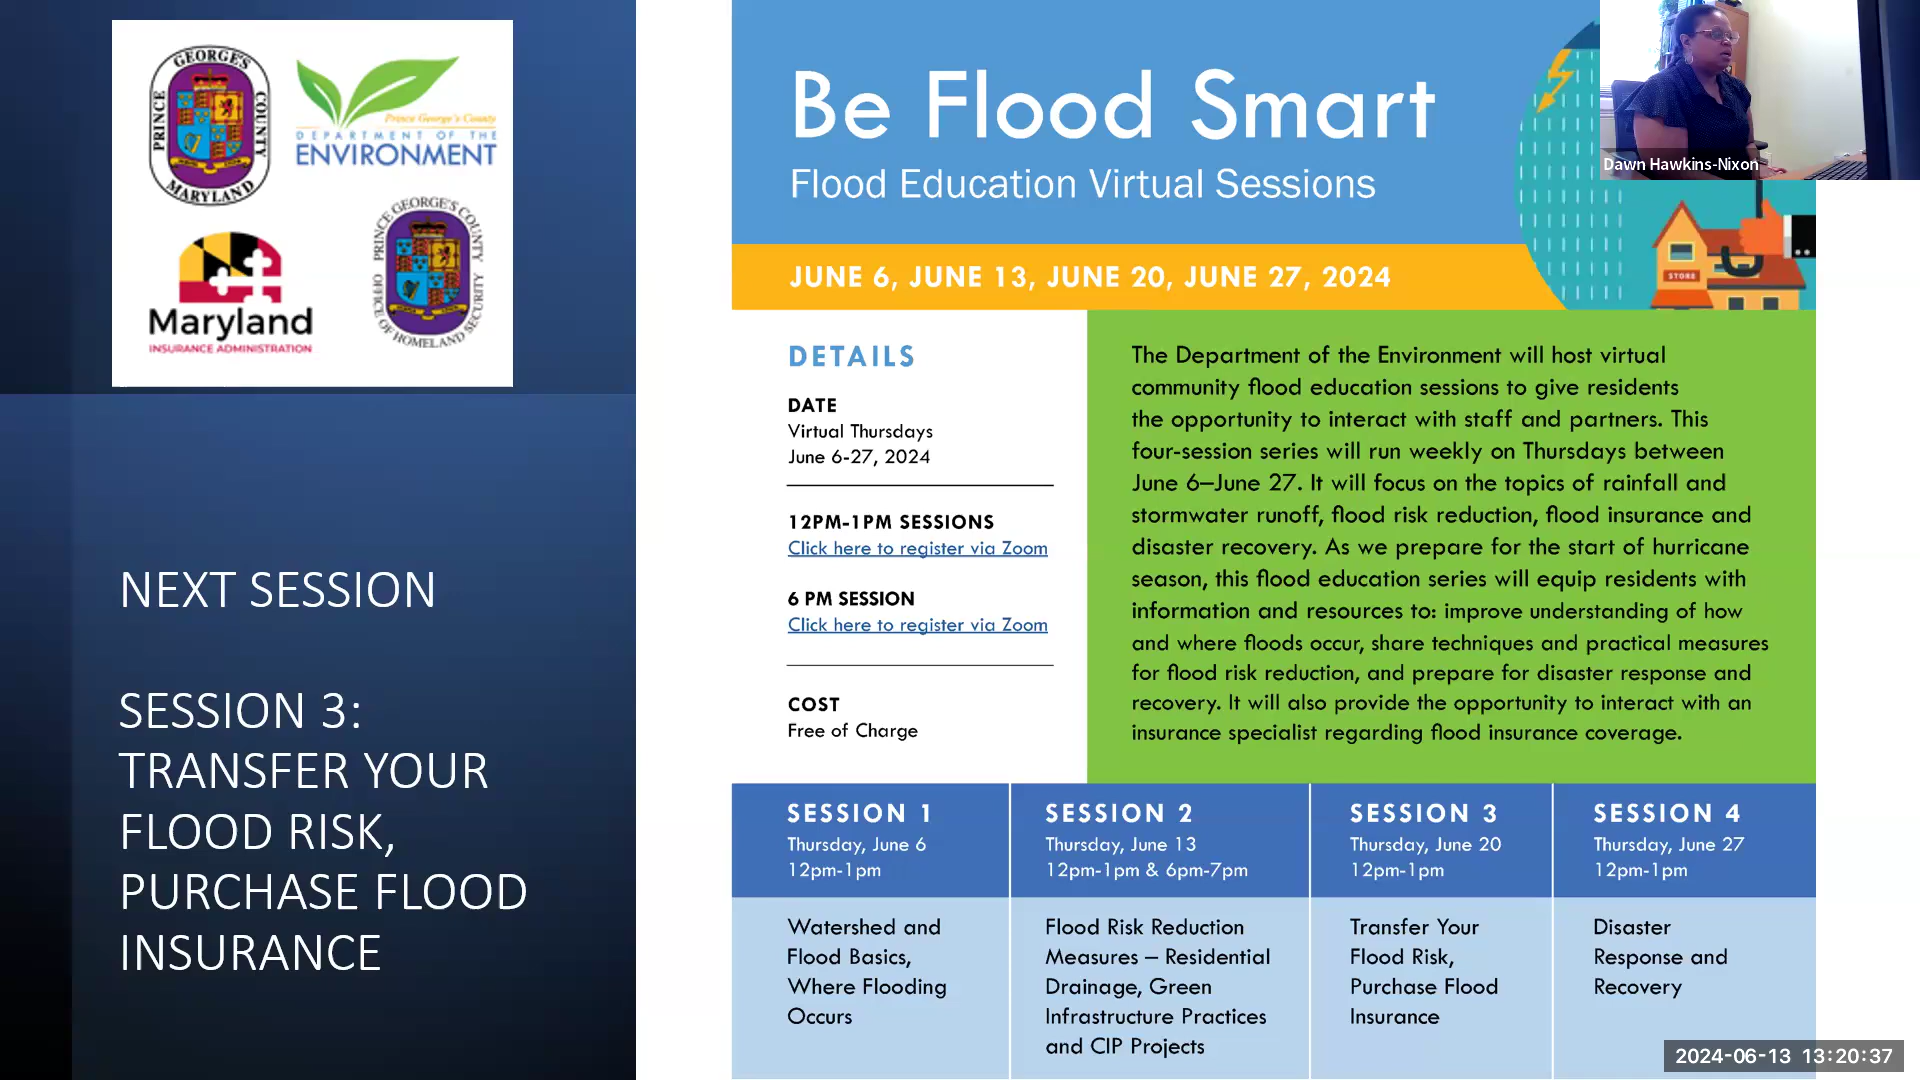 PRINCE GEORGE'S COUNTY MARYLAND
Prince George's County
DEPARTMENT OF THE
ENVIRONMENT
Maryland
INSURANCE ADMINISTRATION
PRINCE GEORGE'S COUNTY
OFFICE OF HOMELAND SECURITY
NEXT SESSION
SESSION 3:
TRANSFER YOUR
FLOOD RISK,
PURCHASE FLOOD
INSURANCE
Be Flood Smart
Flood Education Virtual Sessions
JUNE 6, JUNE 13, JUNE 20, JUNE 27, 2024
STORE
Dawn Hawkins-Nixon
DETAILS
DATE
Virtual Thursdays
June 6-27, 2024
12PM-1PM SESSIONS
Click here to register via Zoom
6 PM SESSION
Click here to register via Zoom
COST
Free of Charge
The Department of the Environment will host virtual
community flood education sessions to give residents
the opportunity to interact with staff and partners. This
four-session series will run weekly on Thursdays between
June 6–June 27. It will focus on the topics of rainfall and
stormwater runoff, flood risk reduction, flood insurance and
disaster recovery. As we prepare for the start of hurricane
season, this flood education series will equip residents with
information and resources to: improve understanding of how
and where floods occur, share techniques and practical measures
for flood risk reduction, and prepare for disaster response and
recovery. It will also provide the opportunity to interact with an
insurance specialist regarding flood insurance coverage.
SESSION 1
Thursday, June 6
12pm-1pm
Watershed and
Flood Basics,
Where Flooding
Occurs
SESSION 2
Thursday, June 13
12pm-1pm & 6pm-7pm
Flood Risk Reduction
Measures – Residential
Drainage, Green
Infrastructure Practices
and CIP Projects
SESSION 3
Thursday, June 20
12pm-1pm
Transfer Your
Flood Risk,
Purchase Flood
Insurance
SESSION 4
Thursday, June 27
12pm-1pm
Disaster
Response and
Recovery
2024-06-13 13:20:37